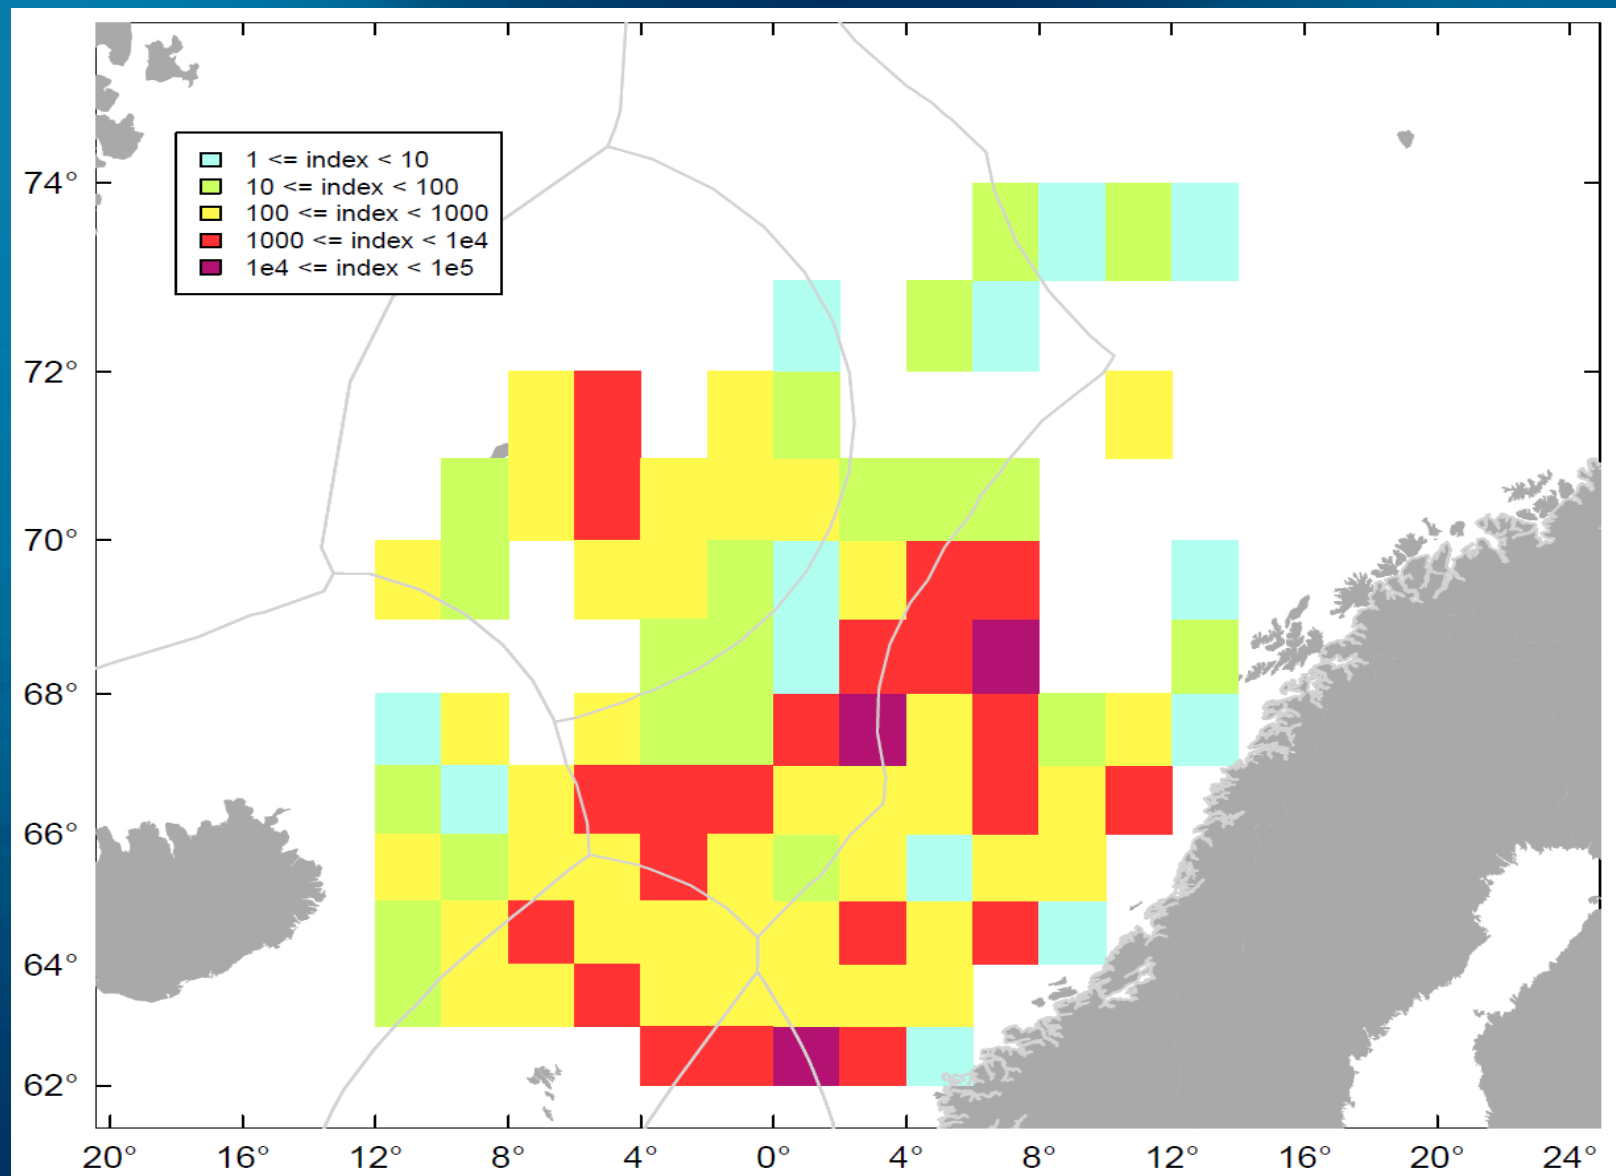 1 <= index < 10
10 <= index < 100
100 <= index < 1000
1000 <= index < 1e4
1e4 <= index < 1e5
74°
72°
70°
68°
66°
64°
62°
20° 16° 12° 8° 4° 0° 4° 8° 12° 16° 20° 24°